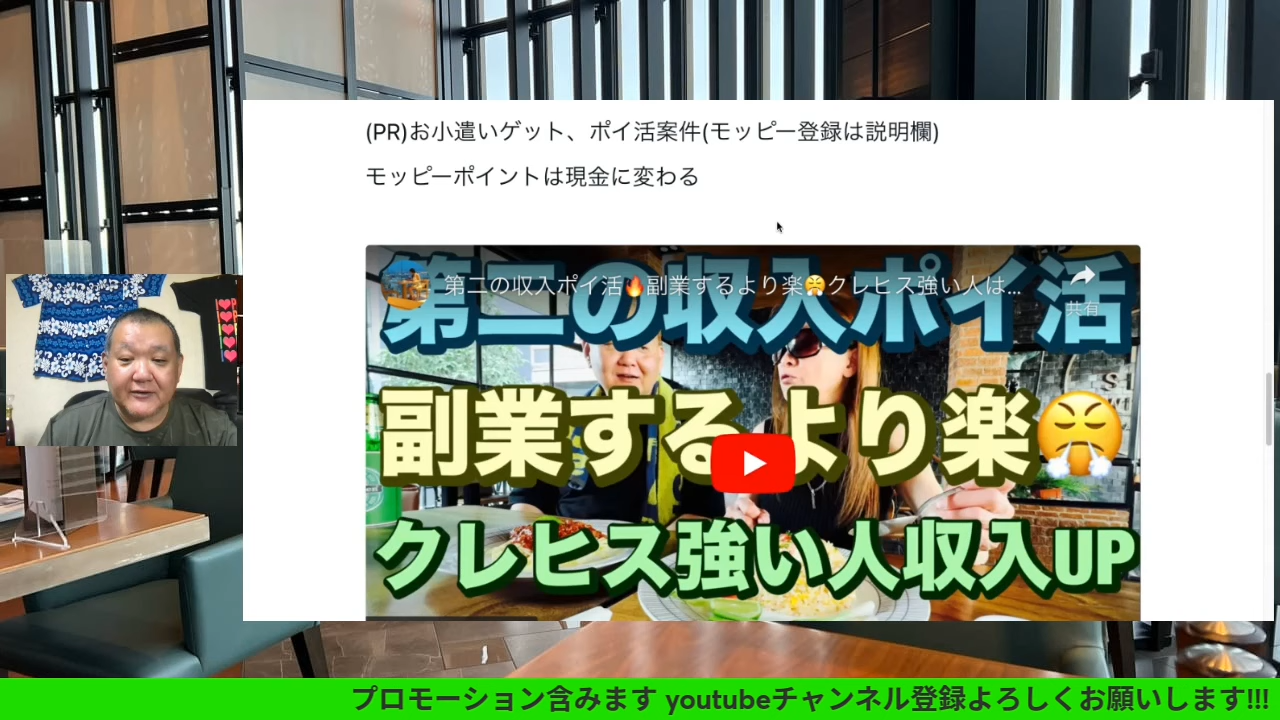 (PR)お小遣いゲット、ポイ活案件(モッピー登録は説明欄)
モッピーポイントは現金に変わる
第二の収入ポイ活🔥副業するより楽😤クレヒス強い人は...
共有
第二の収入ポイ活
副業するより楽😤
クレヒス強い人収入UP
プロモーション含みます youtubeチャンネル登録よろしくお願いします!!!